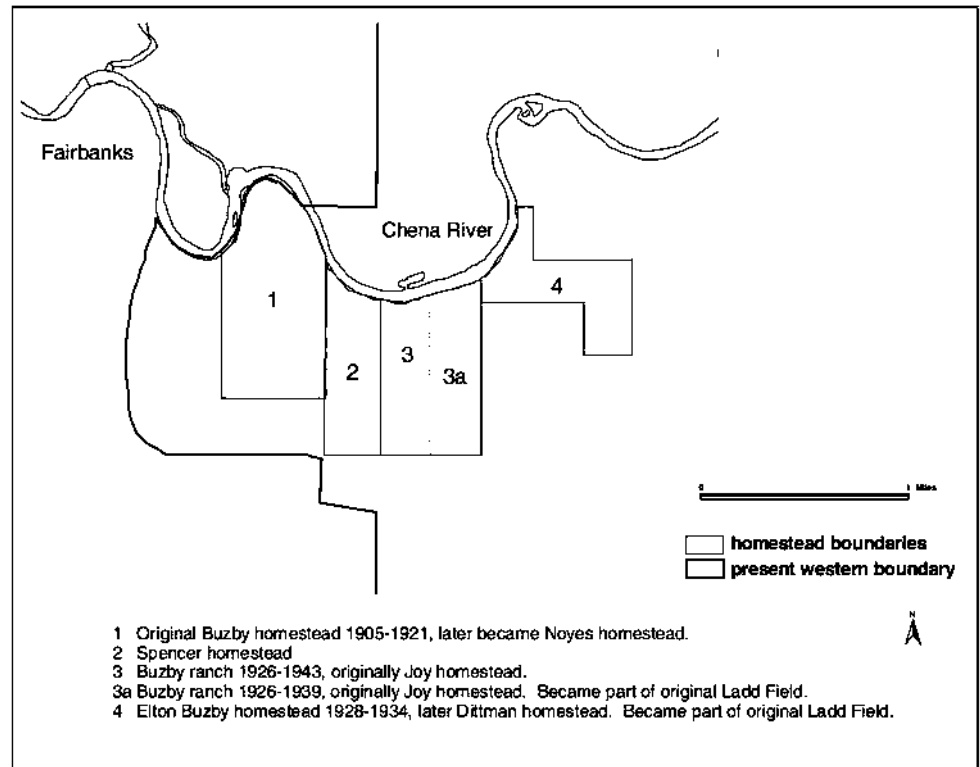 Fairbanks
Chena River
1
2
3
3a
4
0 1 Miles
homestead boundaries
present western boundary
N
1 Original Buzby homestead 1905-1921, later became Noyes homestead.
2 Spencer homestead
3 Buzby ranch 1926-1943, originally Joy homestead.
3a Buzby ranch 1926-1939, originally Joy homestead. Became part of original Ladd Field.
4 Elton Buzby homestead 1928-1934, later Dittman homestead. Became part of original Ladd Field.